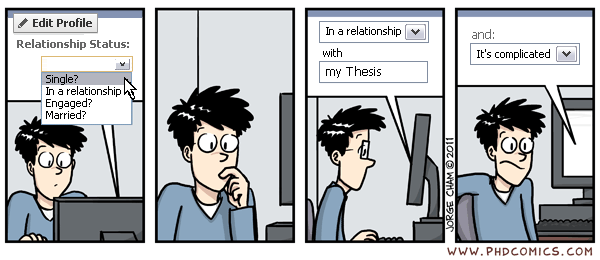 Edit Profile
Relationship Status:
Single?
In a relationship
Engaged?
Married?
In a relationship
with
my Thesis
and:
It's complicated
JORGE CHAM © 2011
WWW.PHDCOMICS.COM